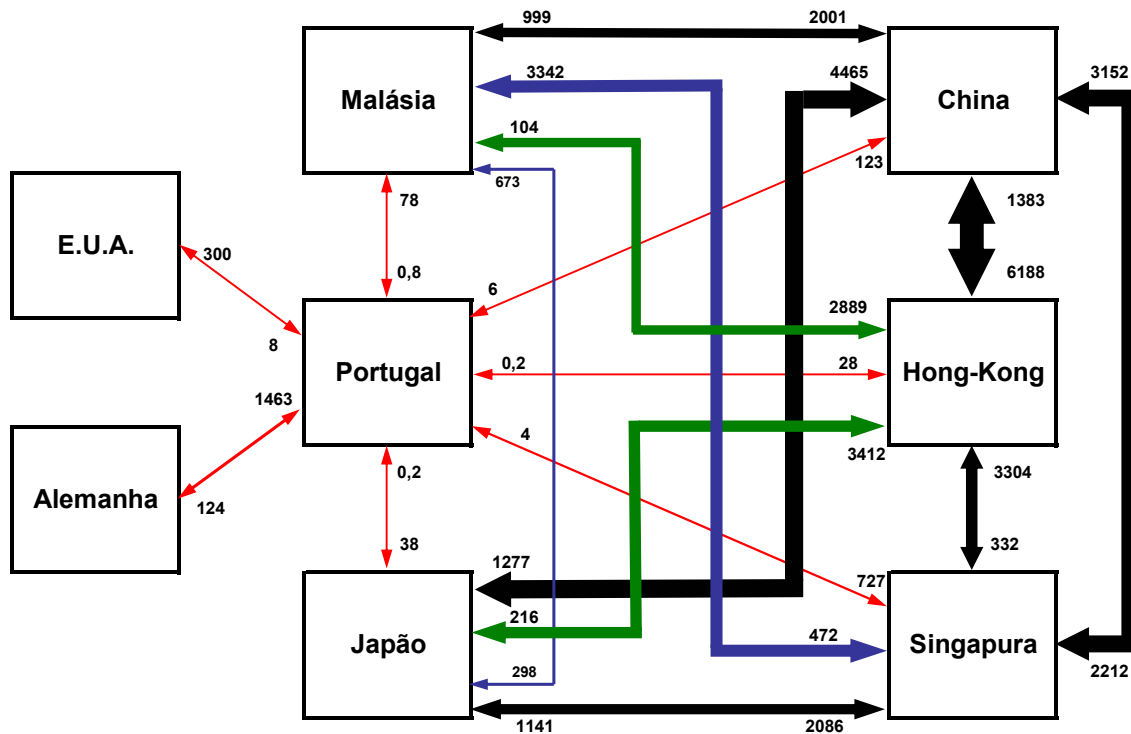 999 2001
3342 4465 3152
Malásia China
104
123
673
78 1383
E.U.A.
300
0,8 6 6188
2889
8
Portugal 0,2 28 Hong-Kong
1463
4
3412
0,2 3304
Alemanha
124
38 332
1277 727
216
Japão 472 Singapura
298 2212
1141 2086